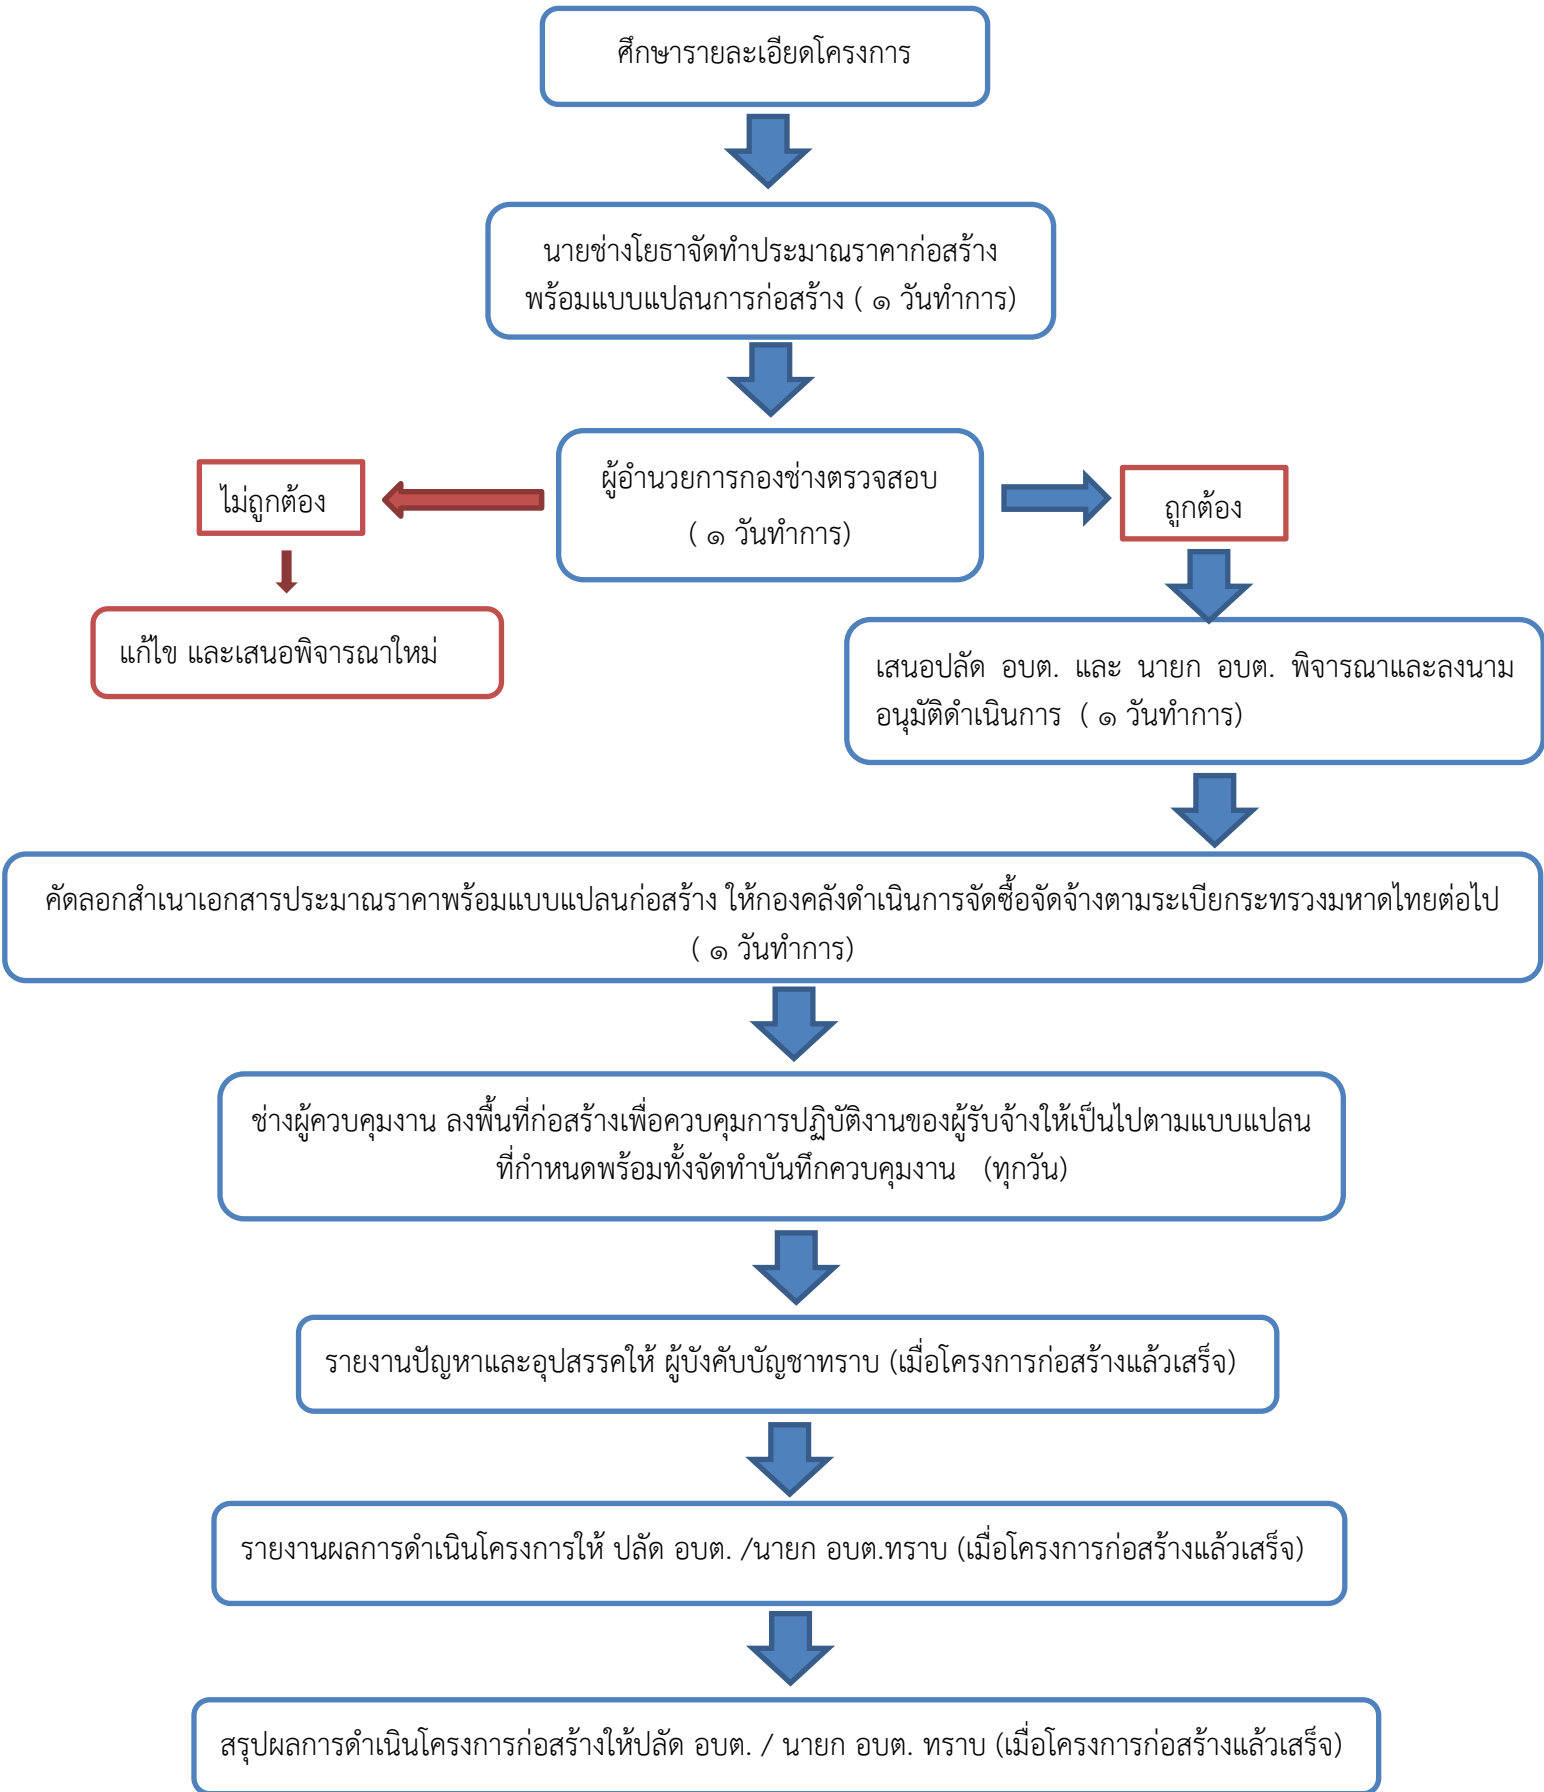 ศึกษารายละเอียดโครงการ
นายช่างโยธาจัดทำประมาณราคาก่อสร้าง
พร้อมแบบแปลนการก่อสร้าง ( ๑ วันทำการ)
ผู้อำนวยการกองช่างตรวจสอบ
( ๑ วันทำการ)
ไม่ถูกต้อง
ถูกต้อง
แก้ไข และเสนอพิจารณาใหม่
เสนอปลัด อบต. และ นายก อบต. พิจารณาและลงนาม
อนุมัติดำเนินการ ( ๑ วันทำการ)
คัดลอกสำเนาเอกสารประมาณราคาพร้อมแบบแปลนก่อสร้าง ให้กองคลังดำเนินการจัดซื้อจัดจ้างตามระเบียกระทรวงมหาดไทยต่อไป
( ๑ วันทำการ)
ช่างผู้ควบคุมงาน ลงพื้นที่ก่อสร้างเพื่อควบคุมการปฏิบัติงานของผู้รับจ้างให้เป็นไปตามแบบแปลน
ที่กำหนดพร้อมทั้งจัดทำบันทึกควบคุมงาน (ทุกวัน)
รายงานปัญหาและอุปสรรคให้ ผู้บังคับบัญชาทราบ (เมื่อโครงการก่อสร้างแล้วเสร็จ)
รายงานผลการดำเนินโครงการให้ ปลัด อบต. /นายก อบต.ทราบ (เมื่อโครงการก่อสร้างแล้วเสร็จ)
สรุปผลการดำเนินโครงการก่อสร้างให้ปลัด อบต. / นายก อบต. ทราบ (เมื่อโครงการก่อสร้างแล้วเสร็จ)